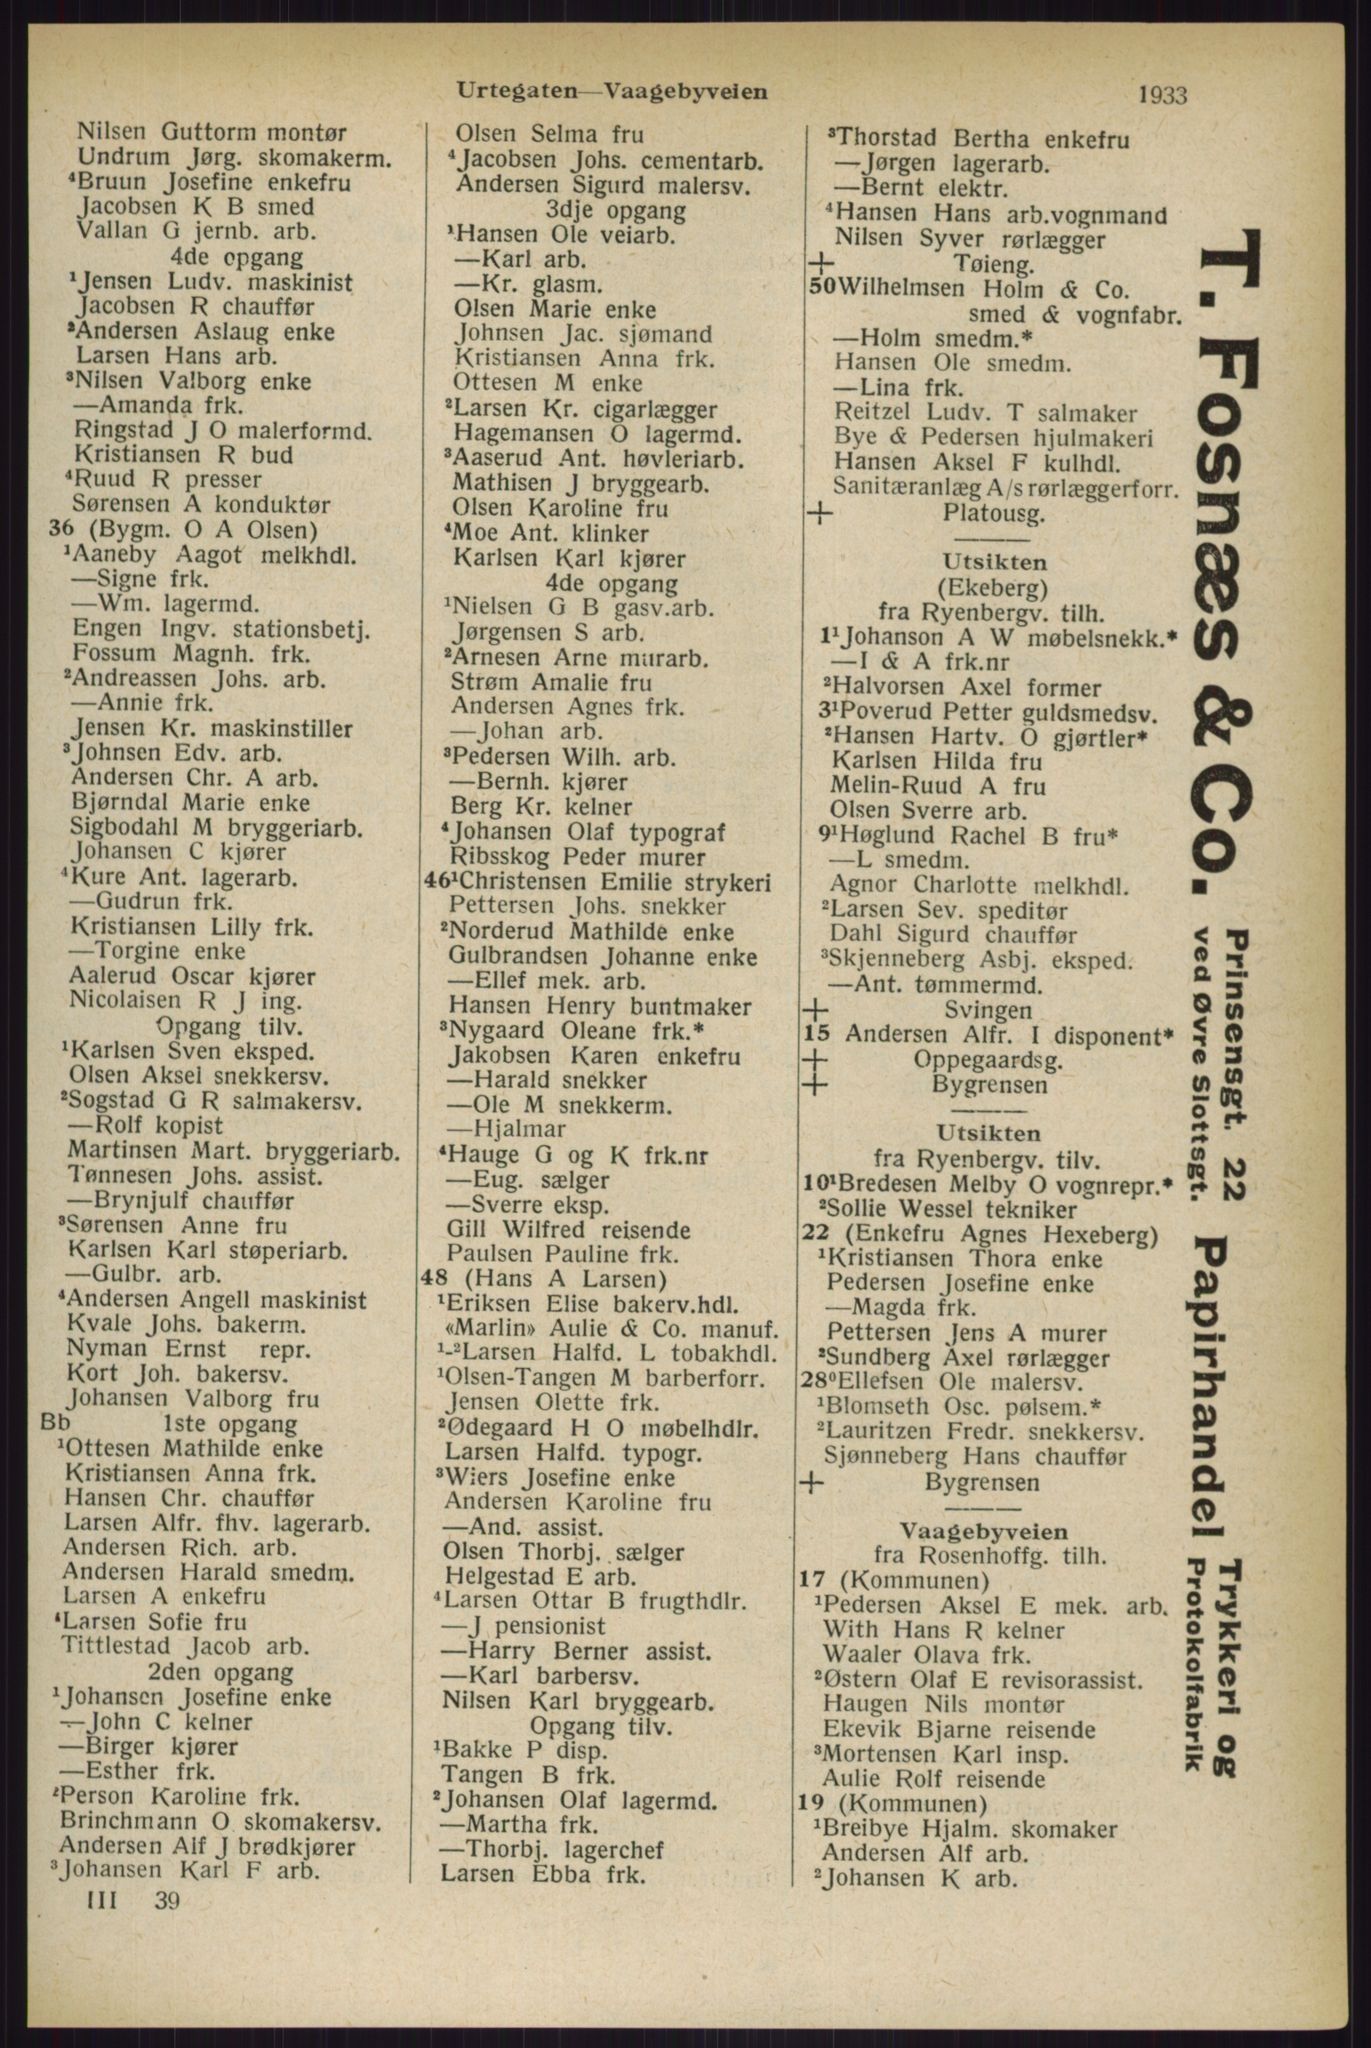 Urtegaten—Vaagebyveien
1933
Nilsen Guttorm montør
Undrum Jørg. skomakerm.
⁴Bruun Josefine enkefru
Jacobsen K B smed
Vallan G jernb. arb.
4de opgang
¹Jensen Ludv. maskinist
Jacobsen R chauffør
²Andersen Aslaug enke
Larsen Hans arb.
³Nilsen Valborg enke
—Amanda frk.
Ringstad J O malerformd.
Kristiansen R bud
⁴Ruud R presser
Sørensen A konduktør
36 (Bygm. O A Olsen)
¹Aaneby Aagot melkhdl.
—Signe frk.
—Wm. lagermd.
Engen Ingv. stationsbetj.
Fossum Magnh. frk.
²Andreassen Johs. arb.
—Annie frk.
Jensen Kr. maskinstiller
³Johnsen Edv. arb.
Andersen Chr. A arb.
Bjørndal Marie enke
Sigbodahl M bryggeriarb.
Johansen C kjører
⁴Kure Ant. lagerarb.
—Gudrun frk.
Kristiansen Lilly frk.
—Torgine enke
Aalerud Oscar kjører
Nicolaisen R J ing.
Opgang tilv.
¹Karlsen Sven eksped.
Olsen Aksel snekkersv.
²Sogstad G R salmakersv.
—Rolf kopist
Martinsen Mart. bryggeriarb.
Tønnesen Johs. assist.
—Brynjulf chauffør
³Sørensen Anne fru
Karlsen Karl støperiarb.
—Gulbr. arb.
⁴Andersen Angell maskinist
Kvale Johs. bakerm.
Nyman Ernst repr.
Kort Joh. bakersv.
Johansen Valborg fru
Bb 1ste opgang
¹Ottesen Mathilde enke
Kristiansen Anna frk.
Hansen Chr. chauffør
Larsen Alfr. fhv. lagerarb.
Andersen Rich. arb.
Andersen Harald smedm.
Larsen A enkefru
⁴Larsen Sofie fru
Tittlestad Jacob arb.
2den opgang
¹Johansen Josefine enke
—John C kelner
—Birger kjører
—Esther frk.
²Person Karoline frk.
Brinchmann O skomakersv.
Andersen Alf J brødkjører
³Johansen Karl F arb.
III 39
Olsen Selma fru
⁴Jacobsen Johs. cementarb.
Andersen Sigurd malersv.
3dje opgang
¹Hansen Ole veiarb.
—Karl arb.
—Kr. glasm.
Olsen Marie enke
Johnsen Jac. sjømand
Kristiansen Anna frk.
Ottesen M enke
²Larsen Kr. cigarlægger
Hagemansen O lagermd.
³Aaserud Ant. høvleriarb.
Mathisen J bryggearb.
Olsen Karoline fru
⁴Moe Ant. klinker
Karlsen Karl kjører
4de opgang
¹Nielsen G B gasv.arb.
Jørgensen S arb.
²Arnesen Arne murarb.
Strøm Amalie fru
Andersen Agnes frk.
—Johan arb.
³Pedersen Wilh. arb.
—Bernh. kjører
Berg Kr. kelner
⁴Johansen Olaf typograf
Ribsskog Peder murer
46¹Christensen Emilie strykeri
Pettersen Johs. snekker
²Norderud Mathilde enke
Gulbrandsen Johanne enke
—Ellef mek. arb.
Hansen Henry buntmaker
³Nygaard Oleane frk.*
Jakobsen Karen enkefru
—Harald snekker
—Ole M snekkerm.
—Hjalmar
⁴Hauge G og K frk.nr
—Eug. sælger
—Sverre eksp.
Gill Wilfred reisende
Paulsen Pauline frk.
48 (Hans A Larsen)
¹Eriksen Elise bakerv.hdl.
«Marlin» Aulie & Co. manuf.
¹-²Larsen Halfd. L tobakhdl.
¹Olsen-Tangen M barberforr.
Jensen Olette frk.
²Ødegaard H O møbelhdlr.
Larsen Halfd. typogr.
³Wiers Josefine enke
Andersen Karoline fru
—And. assist.
Olsen Thorbj. sælger
Helgestad E arb.
⁴Larsen Ottar B frugthdlr.
—J pensionist
—Harry Berner assist.
—Karl barbersv.
Nilsen Karl bryggearb.
Opgang tilv.
¹Bakke P disp.
Tangen B frk.
²Johansen Olaf lagermd.
—Martha frk.
—Thorbj. lagerchef
Larsen Ebba frk.
³Thorstad Bertha enkefru
—Jørgen lagerarb.
—Bernt elektr.
⁴Hansen Hans arb.vognmand
Nilsen Syver rørlægger
+ Tøieng.
50Wilhelmsen Holm & Co.
smed & vognfabr.
—Holm smedm.*
Hansen Ole smedm.
—Lina frk.
Reitzel Ludv. T salmaker
Bye & Pedersen hjulmakeri
Hansen Aksel F kulhdl.
Sanitæranlæg A/s rørlæggerforr.
+ Platousg.
Utsikten
(Ekeberg)
fra Ryenbergv. tilh.
1¹Johanson A W møbelsnekk.*
—I & A frk.nr
²Halvorsen Axel former
3¹Poverud Petter guldsmedsv.
²Hansen Hartv. O gjørtler*
Karlsen Hilda fru
Melin-Ruud A fru
Olsen Sverre arb.
9¹Høglund Rachel B fru*
—L smedm.
Agnor Charlotte melkhdl.
²Larsen Sev. speditør
Dahl Sigurd chauffør
³Skjenneberg Asbj. eksped.
—Ant. tømmermd.
+ Svingen
15 Andersen Alfr. I disponent*
+ Oppegaardsg.
+ Bygrensen
Utsikten
fra Ryenbergv. tilv.
10¹Bredesen Melby O vognrepr.*
²Sollie Wessel tekniker
22 (Enkefru Agnes Hexeberg)
¹Kristiansen Thora enke
Pedersen Josefine enke
—Magda frk.
Pettersen Jens A murer
²Sundberg Axel rørlægger
28⁰Ellefsen Ole malersv.
¹Blomseth Osc. pølsem.*
²Lauritzen Fredr. snekkersv.
Sjønneberg Hans chauffør
+ Bygrensen
Vaagebyveien
fra Rosenhoffg. tilh.
17 (Kommunen)
¹Pedersen Aksel E mek. arb.
With Hans R kelner
Waaler Olava frk.
²Østern Olaf E revisorassist.
Haugen Nils montør
Ekevik Bjarne reisende
³Mortensen Karl insp.
Aulie Rolf reisende
19 (Kommunen)
¹Breibye Hjalm. skomaker
Andersen Alf arb.
²Johansen K arb.
T. Fosnæs & Co.
Prinsensgt. 22
ved Øvre Slottsgt.
Papirhandel
Trykkeri og
Protokolfabrik